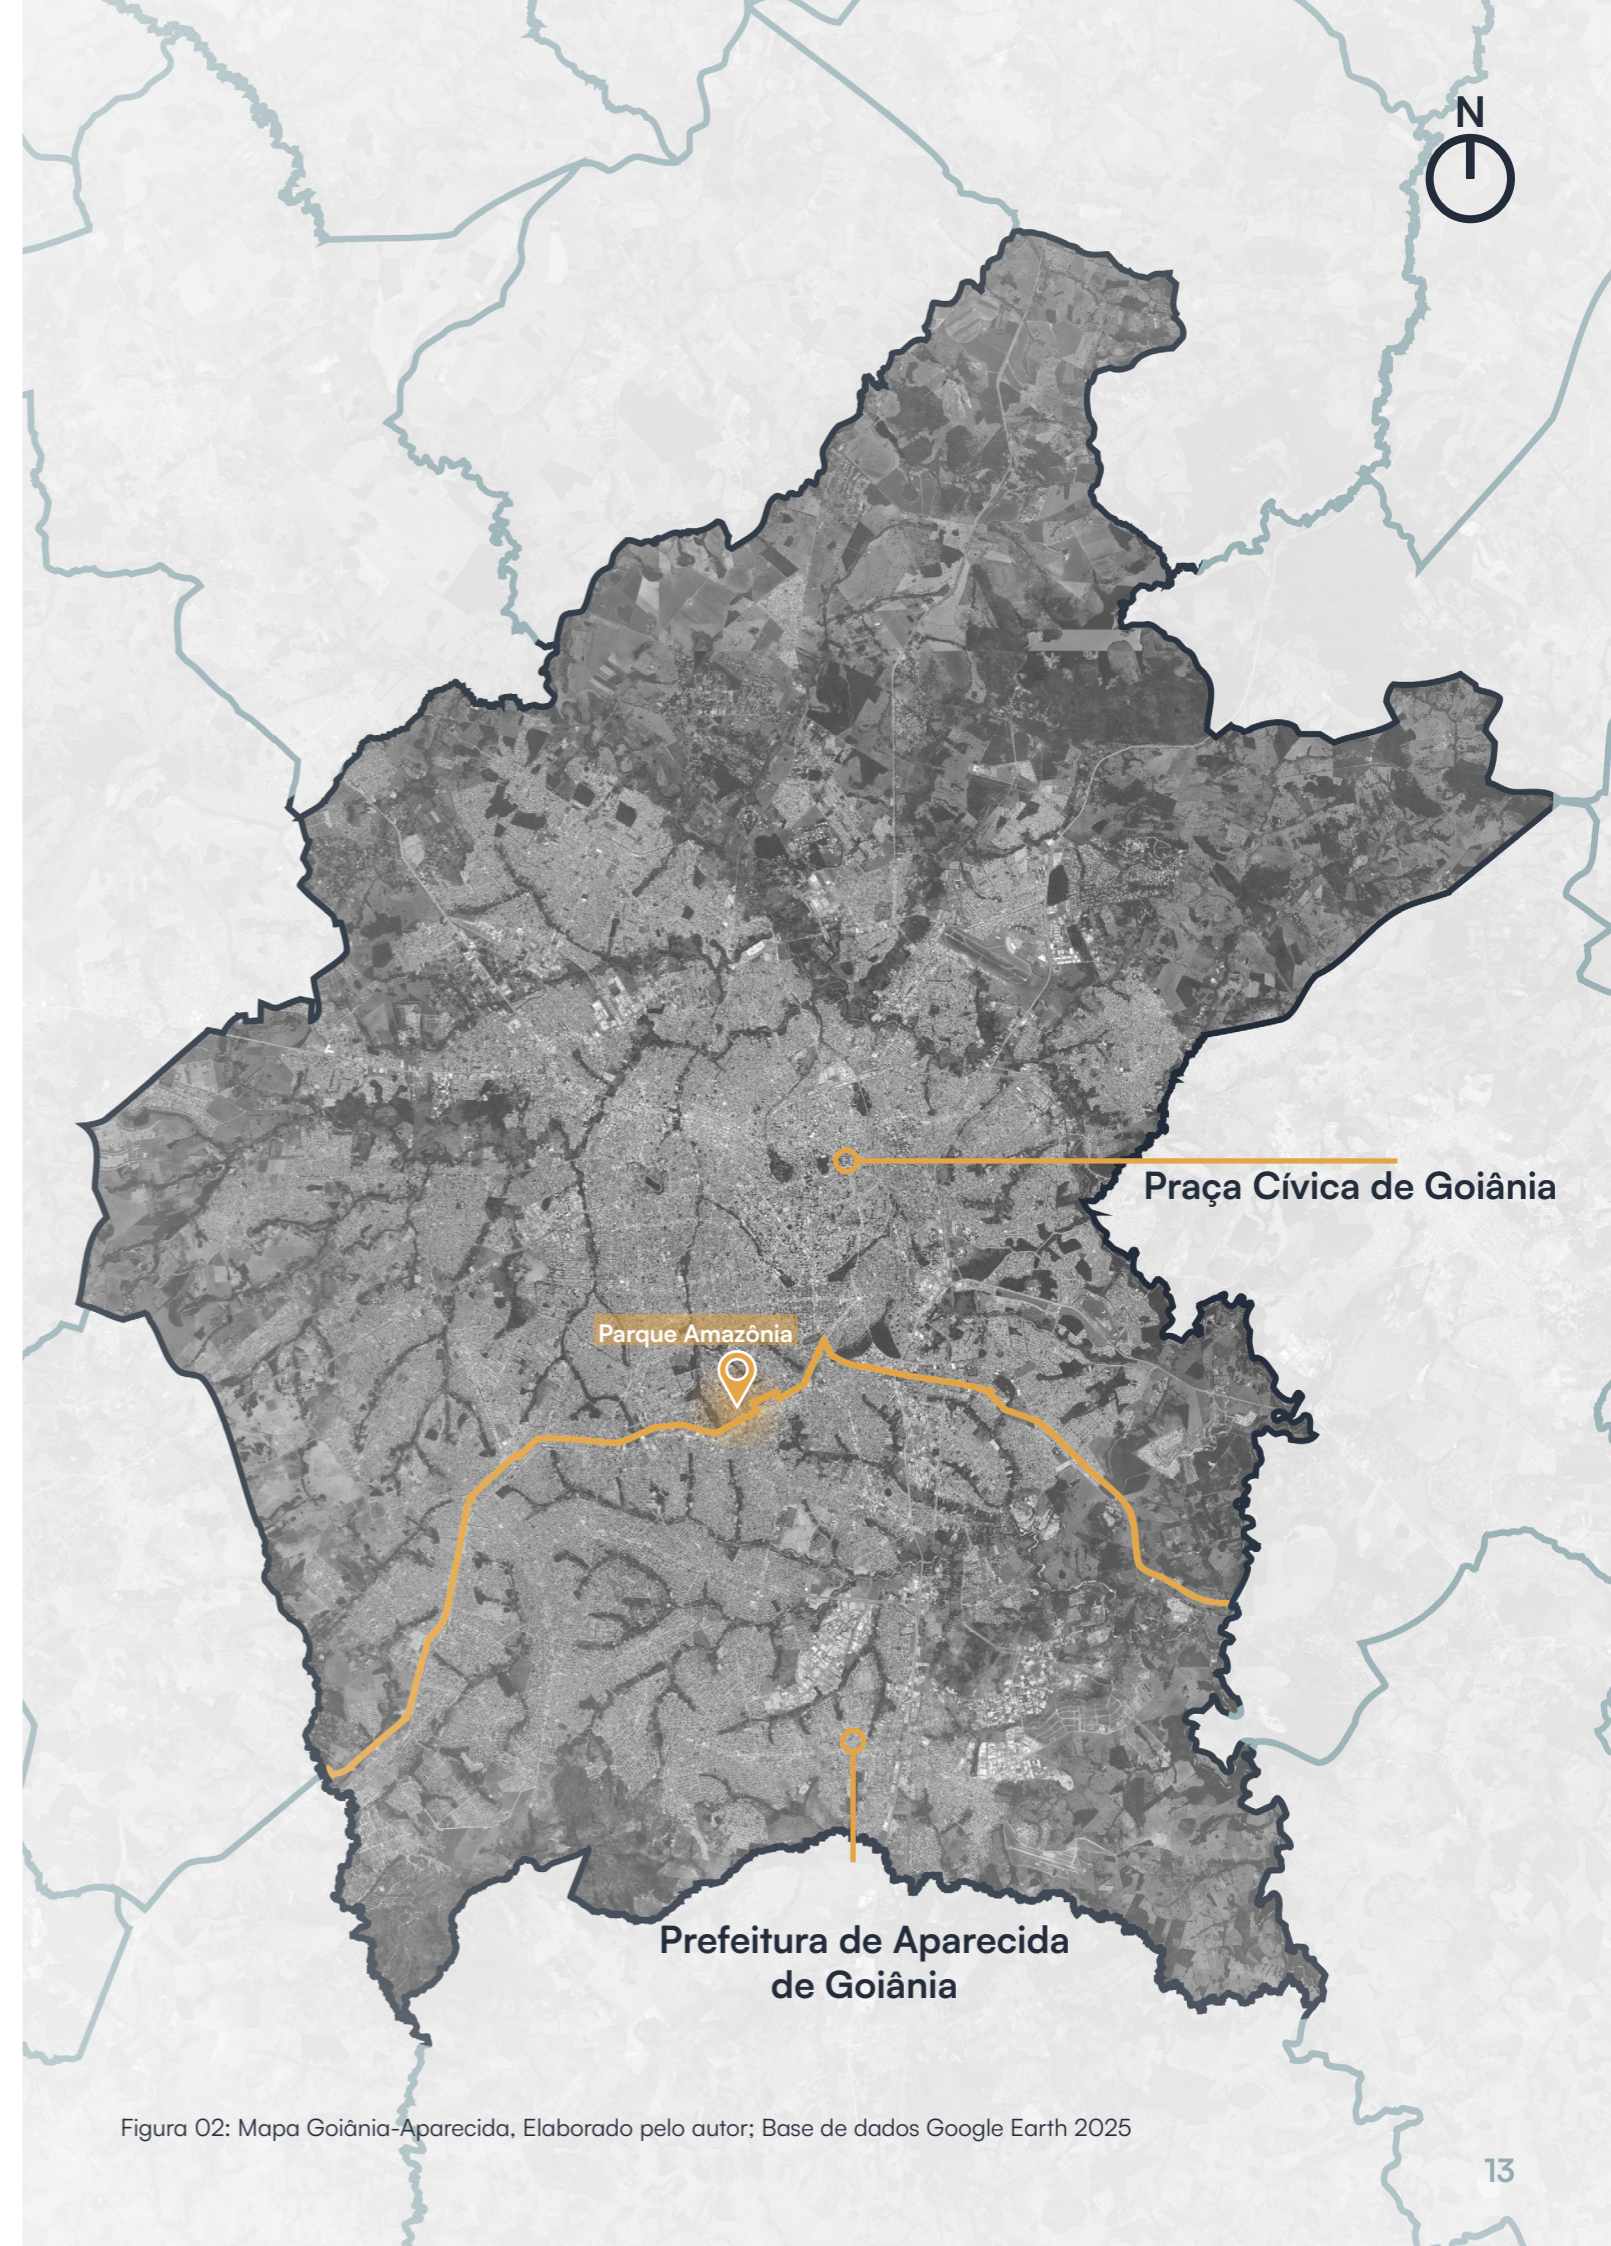 N
Praça Cívica de Goiânia
Parque Amazônia
Prefeitura de Aparecida
de Goiânia
Figura 02: Mapa Goiânia-Aparecida, Elaborado pelo autor; Base de dados Google Earth 2025
13